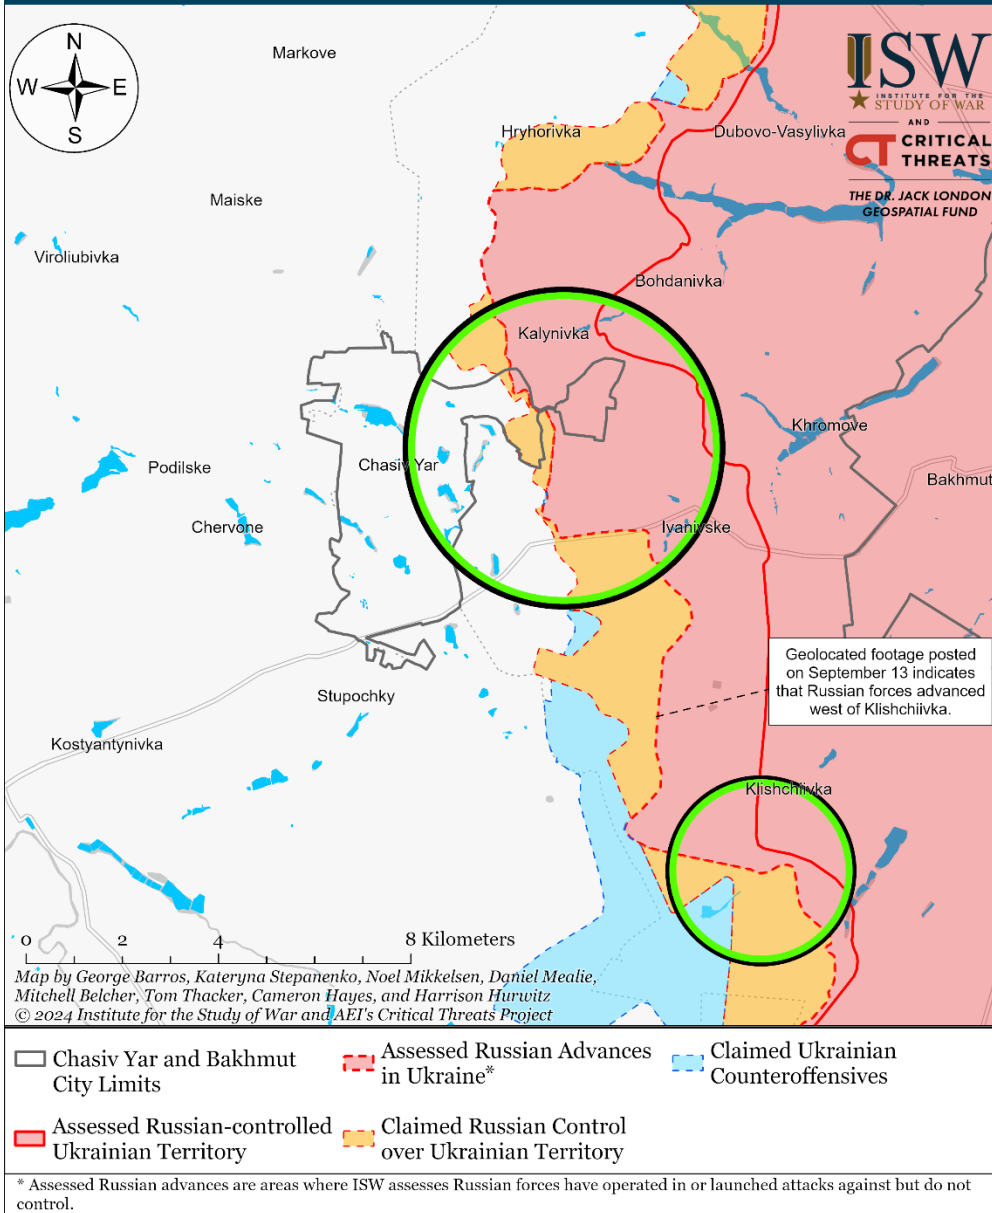 N
W
E
S
ISW
INSTITUTE FOR THE
STUDY OF WAR
AND
CT CRITICAL
THREATS
THE DR. JACK LONDON
GEOSPATIAL FUND
Markove
Hryhorivka
Dubovo-Vasylivka
Maiske
Viroliubivka
Bohdanivka
Kalynivka
Khromove
Podilske
Chasiv Yar
Bakhmut
Chervone
Ivanivske
Geolocated footage posted
on September 13 indicates
that Russian forces advanced
west of Klishchiivka.
Stupochky
Kostyantynivka
Klishchiivka
0 2 4 8 Kilometers
Map by George Barros, Kateryna Stepanenko, Noel Mikkelsen, Daniel Mealie,
Mitchell Belcher, Tom Thacker, Cameron Hayes, and Harrison Hurwitz
© 2024 Institute for the Study of War and AEI's Critical Threats Project
Chasiv Yar and Bakhmut
City Limits
Assessed Russian Advances
in Ukraine*
Claimed Ukrainian
Counteroffensives
Assessed Russian-controlled
Ukrainian Territory
Claimed Russian Control
over Ukrainian Territory
* Assessed Russian advances are areas where ISW assesses Russian forces have operated in or launched attacks against but do not
control.